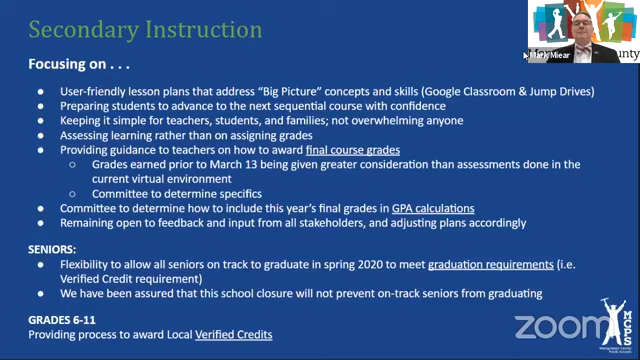 Secondary Instruction
Mark Miear
Focusing on . . .
● User-friendly lesson plans that address “Big Picture” concepts and skills (Google Classroom & Jump Drives)
● Preparing students to advance to the next sequential course with confidence
● Keeping it simple for teachers, students, and families; not overwhelming anyone
● Assessing learning rather than on assigning grades
● Providing guidance to teachers on how to award final course grades
○ Grades earned prior to March 13 being given greater consideration than assessments done in the
current virtual environment
○ Committee to determine specifics
● Committee to determine how to include this year’s final grades in GPA calculations
● Remaining open to feedback and input from all stakeholders, and adjusting plans accordingly
SENIORS:
● Flexibility to allow all seniors on track to graduate in spring 2020 to meet graduation requirements (i.e.
Verified Credit requirement)
● We have been assured that this school closure will not prevent on-track seniors from graduating
GRADES 6-11
Providing process to award Local Verified Credits
zoom
MCPS